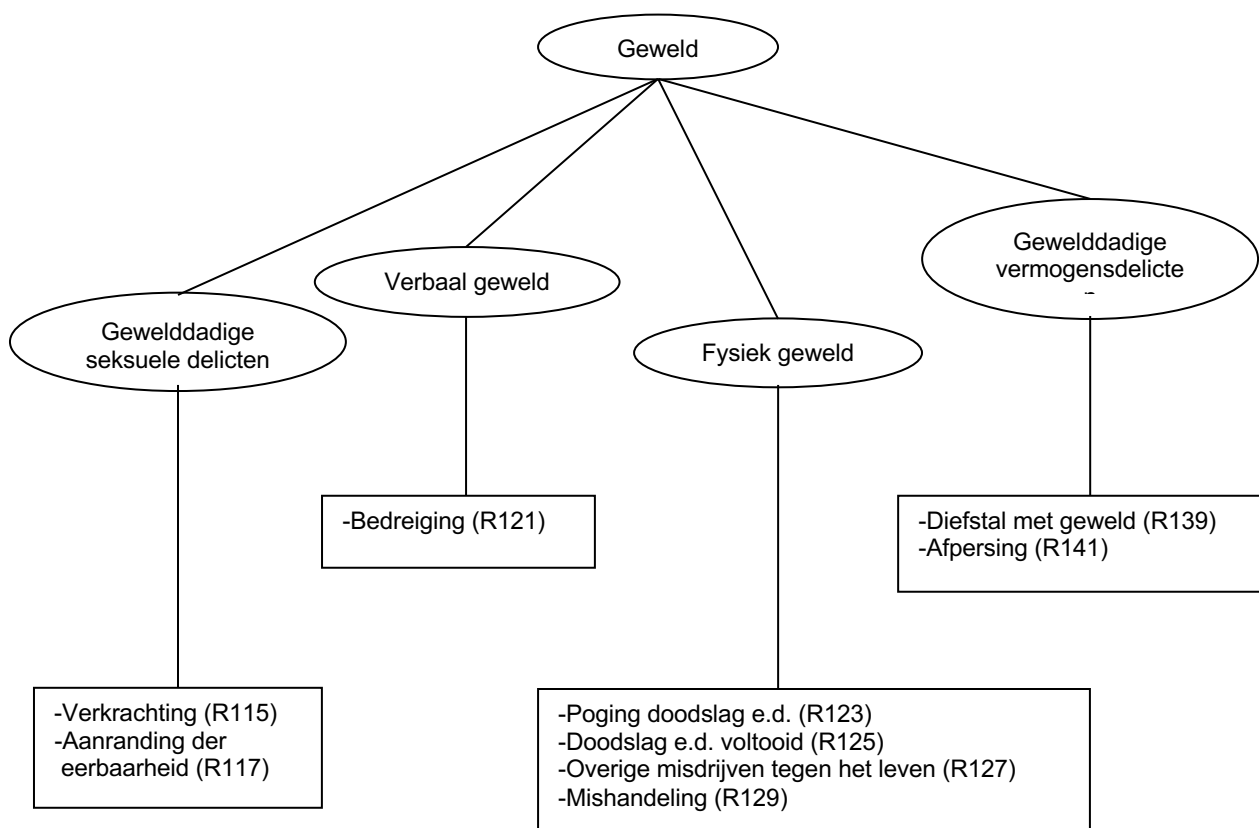 Geweld
Gewelddadige
vermogensdelicte
Verbaal geweld
Gewelddadige
seksuele delicten
Fysiek geweld
-Bedreiging (R121)
-Diefstal met geweld (R139)
-Afpersing (R141)
-Verkrachting (R115)
-Aanranding der
eerbaarheid (R117)
-Poging doodslag e.d. (R123)
-Doodslag e.d. voltooid (R125)
-Overige misdrijven tegen het leven (R127)
-Mishandeling (R129)